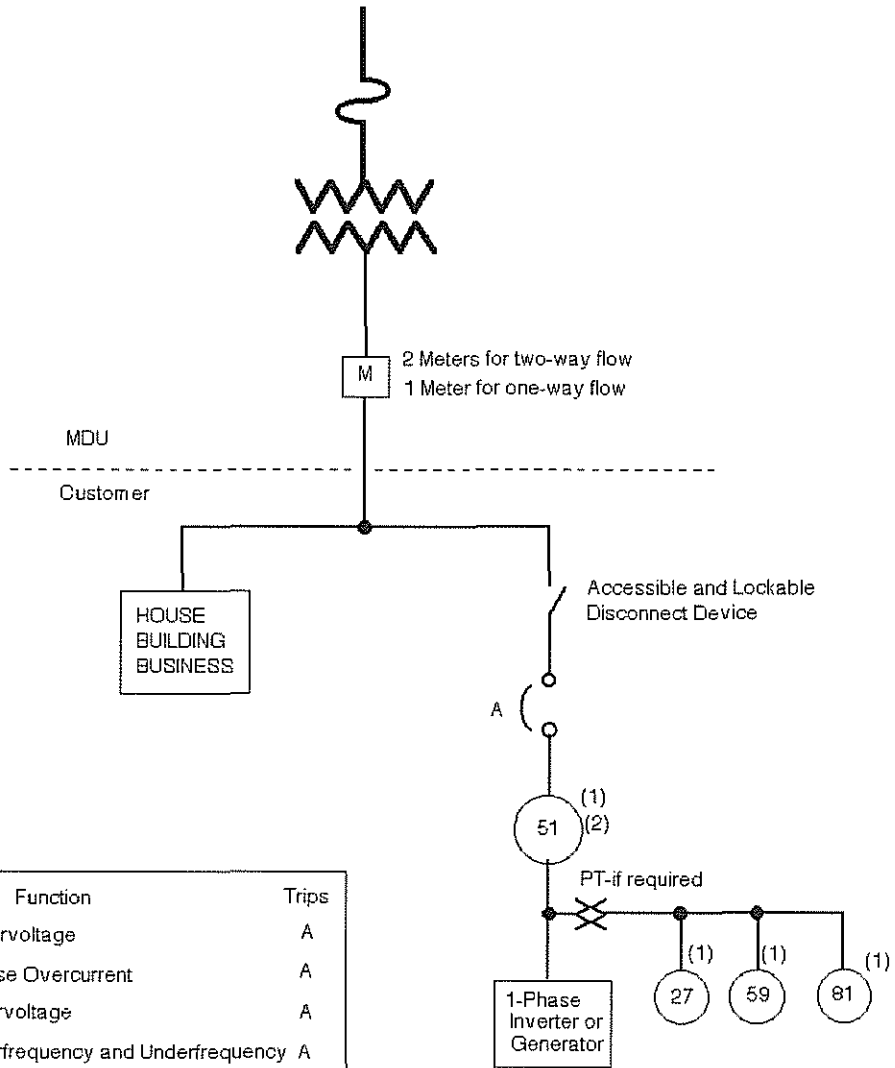 M
2 Meters for two-way flow
1 Meter for one-way flow
MDU
Customer
HOUSE
BUILDING
BUSINESS
Accessible and Lockable
Disconnect Device
A
51
(1)
(2)
PT-if required
(1)
(1)
(1)
27
59
81
1-Phase
Inverter or
Generator
Function Trips
rvoltage A
se Overcurrent A
rvoltage A
rfrequency and Underfrequency A